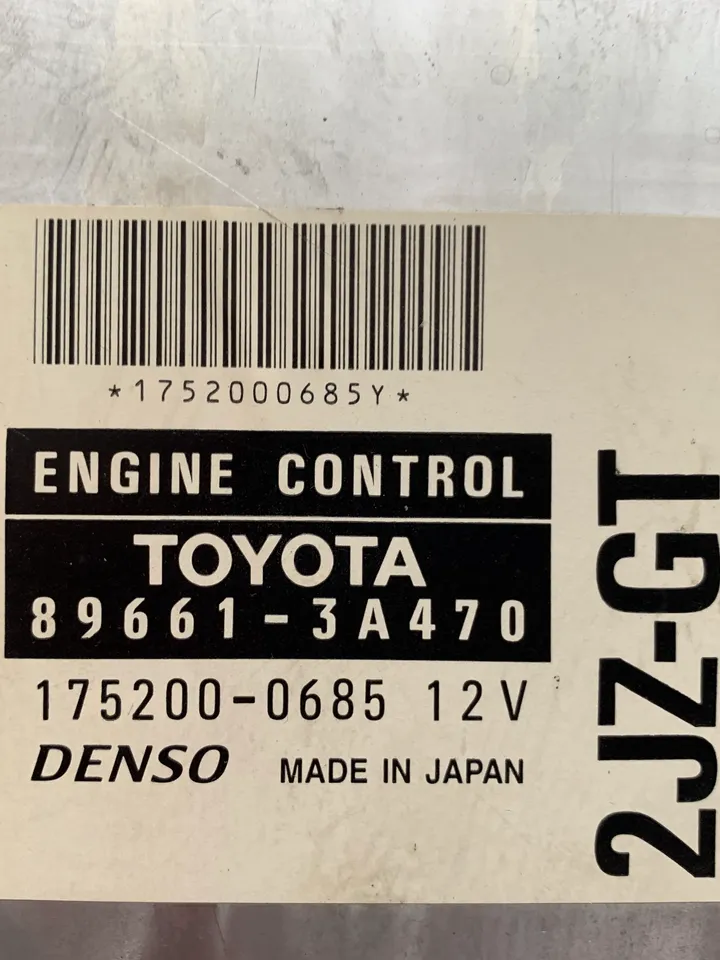 *1752000685Y*
ENGINE CONTROL
TOYOTA
89661-3A470
175200-0685 12V
DENSO MADE IN JAPAN
2JZ-GT